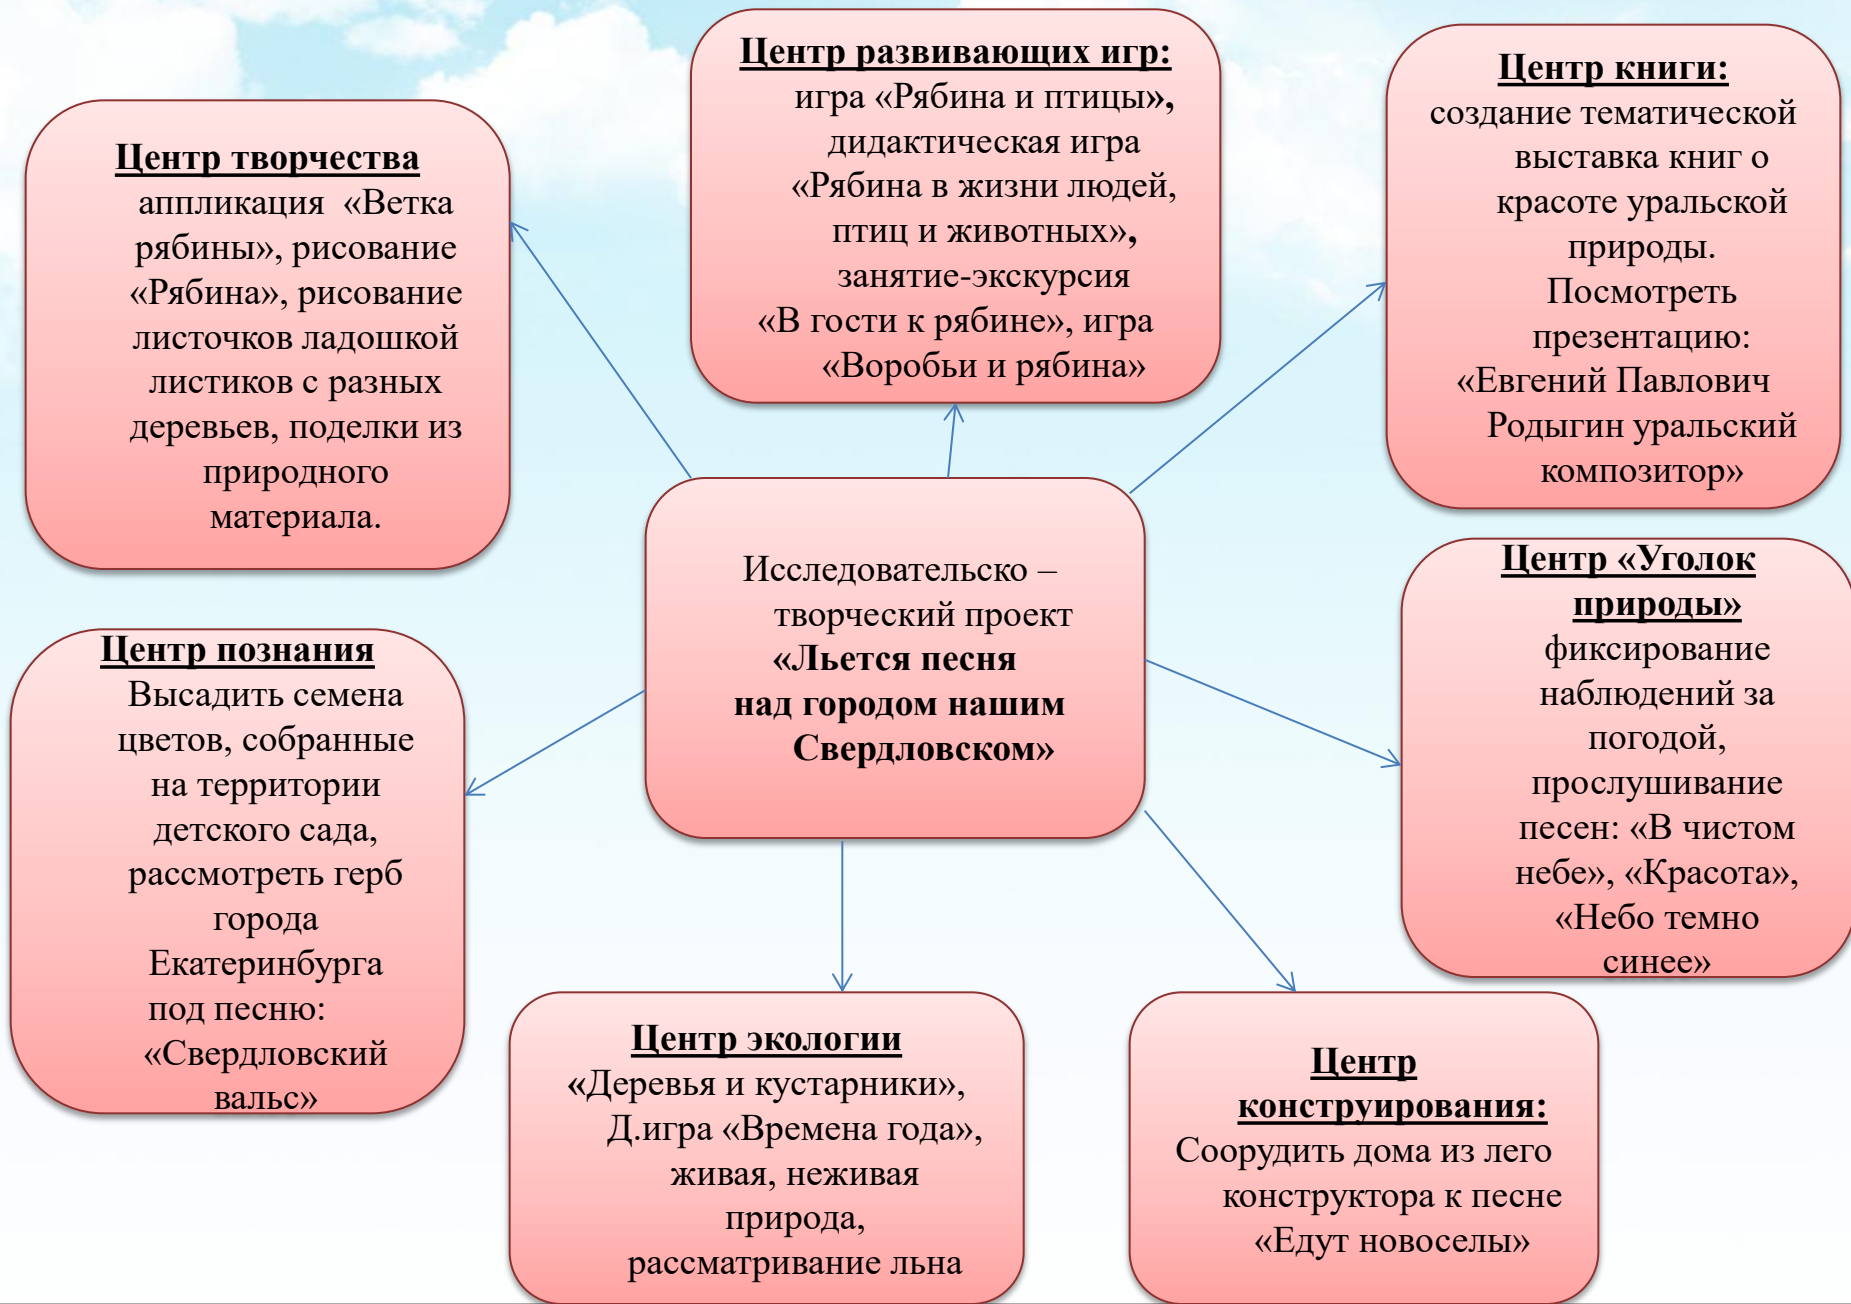 Центр творчества
аппликация «Ветка
рябины», рисование
«Рябина», рисование
листочков ладошкой
листиков с разных
деревьев, поделки из
природного
материала.
Центр развивающих игр:
игра «Рябина и птицы»,
дидактическая игра
«Рябина в жизни людей,
птиц и животных»,
занятие-экскурсия
«В гости к рябине», игра
«Воробьи и рябина»
Центр книги:
создание тематической
выставка книг о
красоте уральской
природы.
Посмотреть
презентацию:
«Евгений Павлович
Родыгин уральский
композитор»
Исследовательско –
творческий проект
«Льется песня
над городом нашим
Свердловском»
Центр «Уголок
природы»
фиксирование
наблюдений за
погодой,
прослушивание
песен: «В чистом
небе», «Красота»,
«Небо темно
синее»
Центр познания
Высадить семена
цветов, собранные
на территории
детского сада,
рассмотреть герб
города
Екатеринбурга
под песню:
«Свердловский
вальс»
Центр экологии
«Деревья и кустарники»,
Д.игра «Времена года»,
живая, неживая
природа,
рассматривание льна
Центр
конструирования:
Соорудить дома из лего
конструктора к песне
«Едут новоселы»